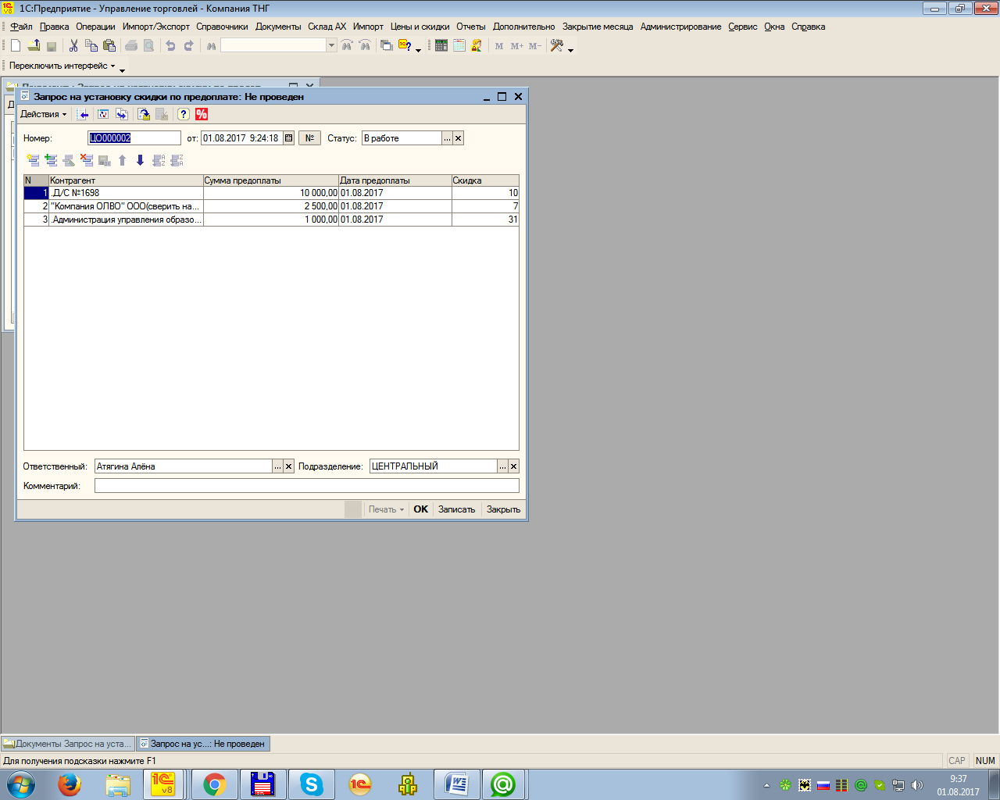 1С:Предприятие - Управление торговлей - Компания ТНГ
Файл Правка Операции Импорт/Экспорт Справочники Документы Склад AX Импорт Цены и скидки Отчеты Дополнительно Закрытие месяца Администрирование Сервис Окна Справка
M M+ M-
Переключить интерфейс
Запрос на установку скидки по предоплате: Не проведен
Действия
Номер: ЦО000002 от: 01.08.2017 9:24:18 № Статус: В работе
N Контрагент Сумма предоплаты Дата предоплаты Скидка
1 .Д/С №1698 10 000,00 01.08.2017 10
2 "Компания ОЛВО" ООО(сверить на... 2 500,00 01.08.2017 7
3 .Администрация управления образо... 1 000,00 01.08.2017 31
Ответственный: Атягина Алёна Подразделение: ЦЕНТРАЛЬНЫЙ
Комментарий:
Печать OK Записать Закрыть
Документы Запрос на уста... Запрос на ус...: Не проведен
Для получения подсказки нажмите F1 CAP NUM
9:37
01.08.2017